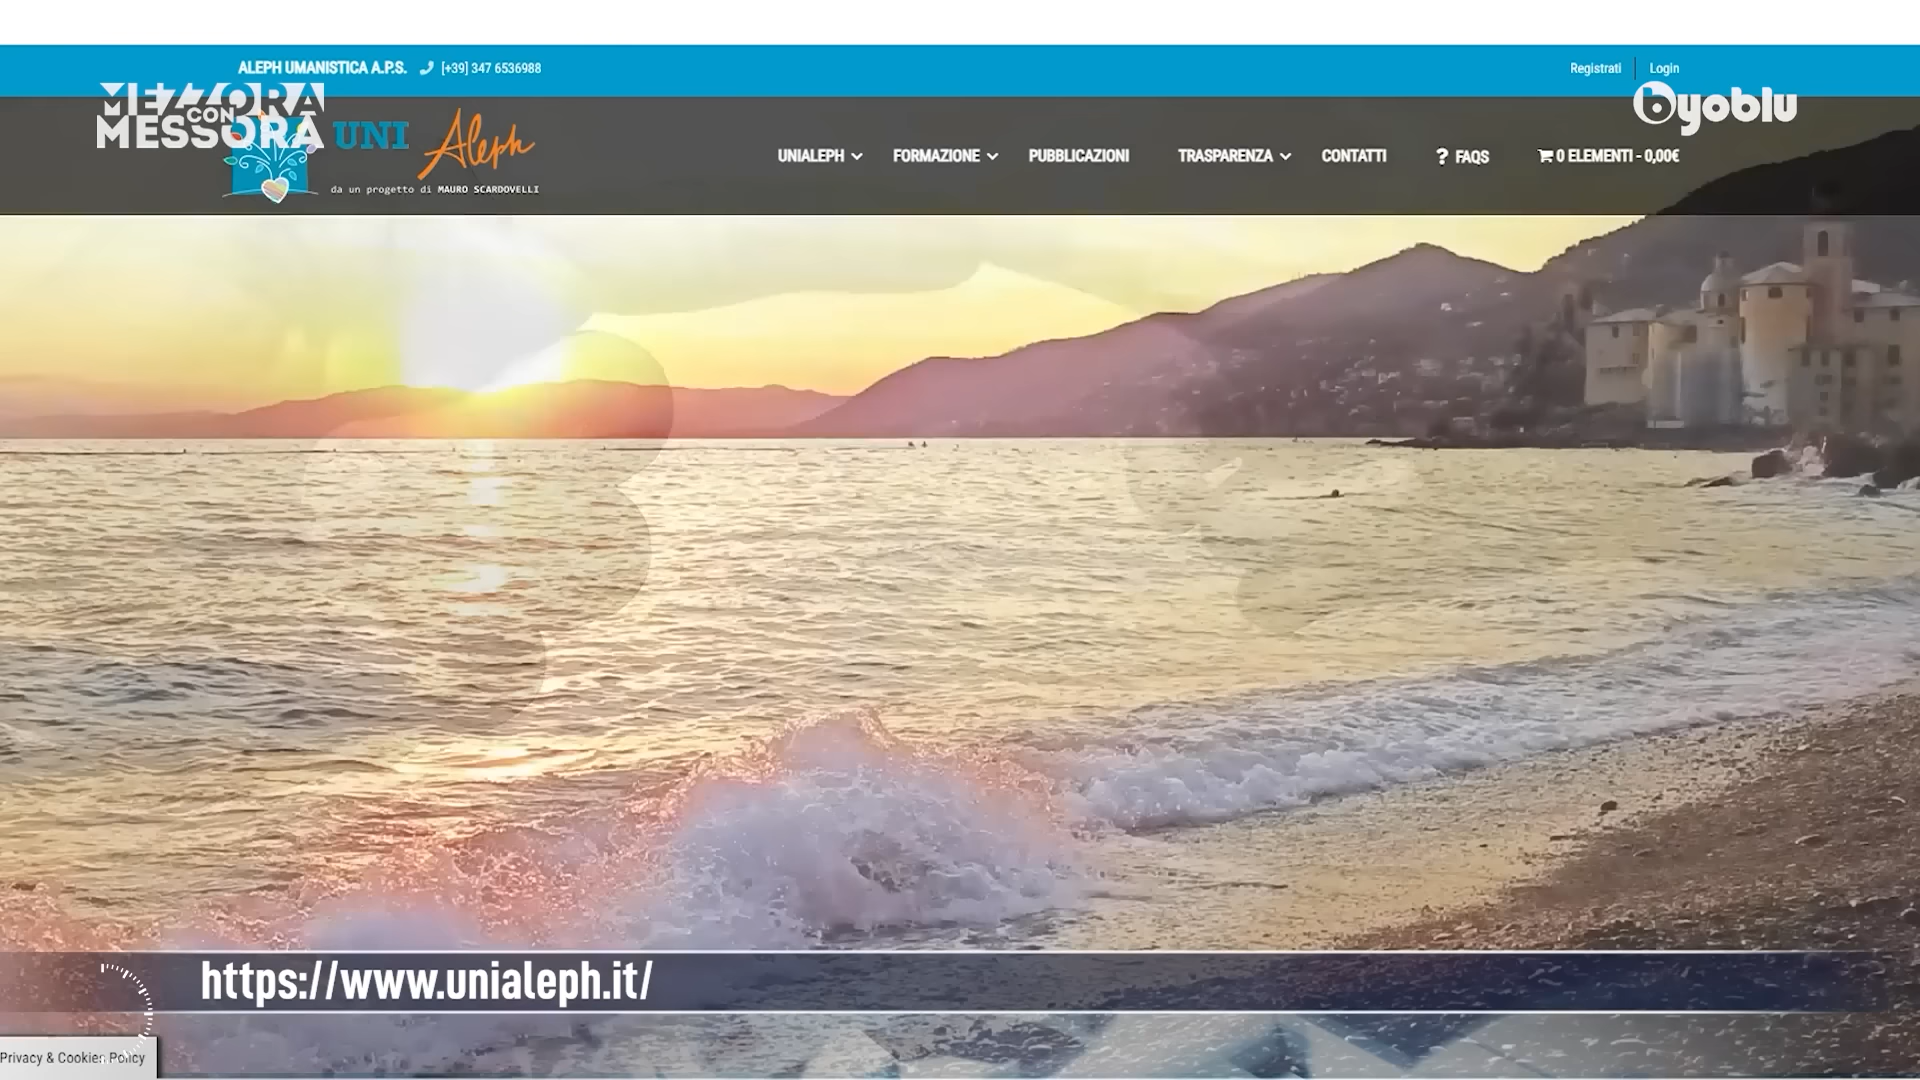 ALEPH UMANISTICA A.P.S. [+39] 347 6536988
Registrati Login
MEZZORA
CON
MESSORA
byoblu
UNI Aleph
da un progetto di MAURO SCARDOVELLI
UNIALEPH FORMAZIONE PUBBLICAZIONI TRASPARENZA CONTATTI ? FAQS 0 ELEMENTI - 0,00€
https://www.unialeph.it/
Privacy & Cookies Policy